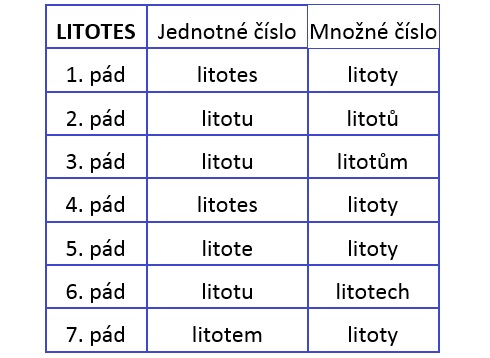 LITOTES Jednotné číslo Množné číslo
1. pád litotes litoty
2. pád litotu litotů
3. pád litotu litotům
4. pád litotes litoty
5. pád litote litoty
6. pád litotu litotech
7. pád litotem litoty